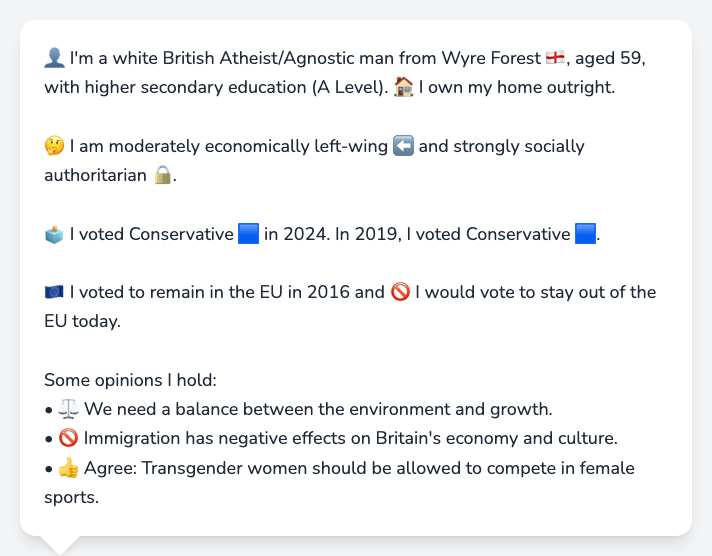 👤 I'm a white British Atheist/Agnostic man from Wyre Forest 🏴󠁧󠁢󠁥󠁮󠁧󠁿, aged 59,
with higher secondary education (A Level). 🏠 I own my home outright.
🤔 I am moderately economically left-wing ⬅️ and strongly socially
authoritarian 🔒.
🗳️ I voted Conservative 🟦 in 2024. In 2019, I voted Conservative 🟦.
🇪🇺 I voted to remain in the EU in 2016 and 🚫 I would vote to stay out of the
EU today.
Some opinions I hold:
• ⚖️ We need a balance between the environment and growth.
• 🚫 Immigration has negative effects on Britain's economy and culture.
• 👍 Agree: Transgender women should be allowed to compete in female
sports.